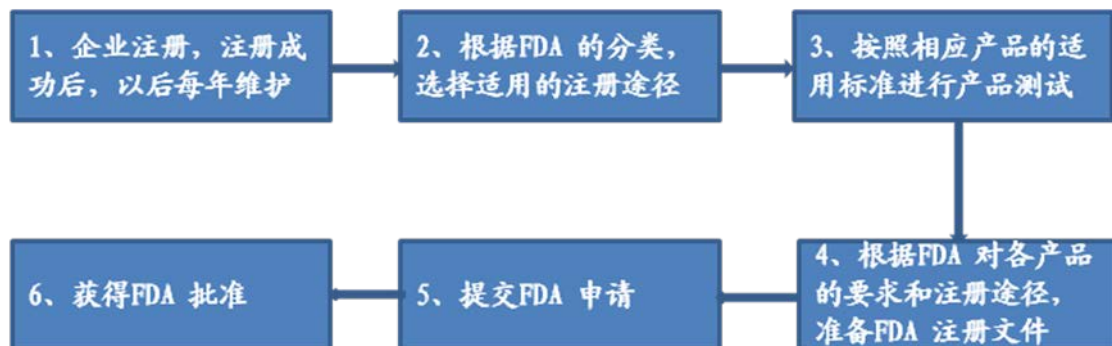 1、企业注册，注册成
功后，以后每年维护
2、根据FDA 的分类，
选择适用的注册途径
3、按照相应产品的适
用标准进行产品测试
4、根据FDA 对各产品
的要求和注册途径，
准备FDA 注册文件
5、提交FDA 申请
6、获得FDA 批准